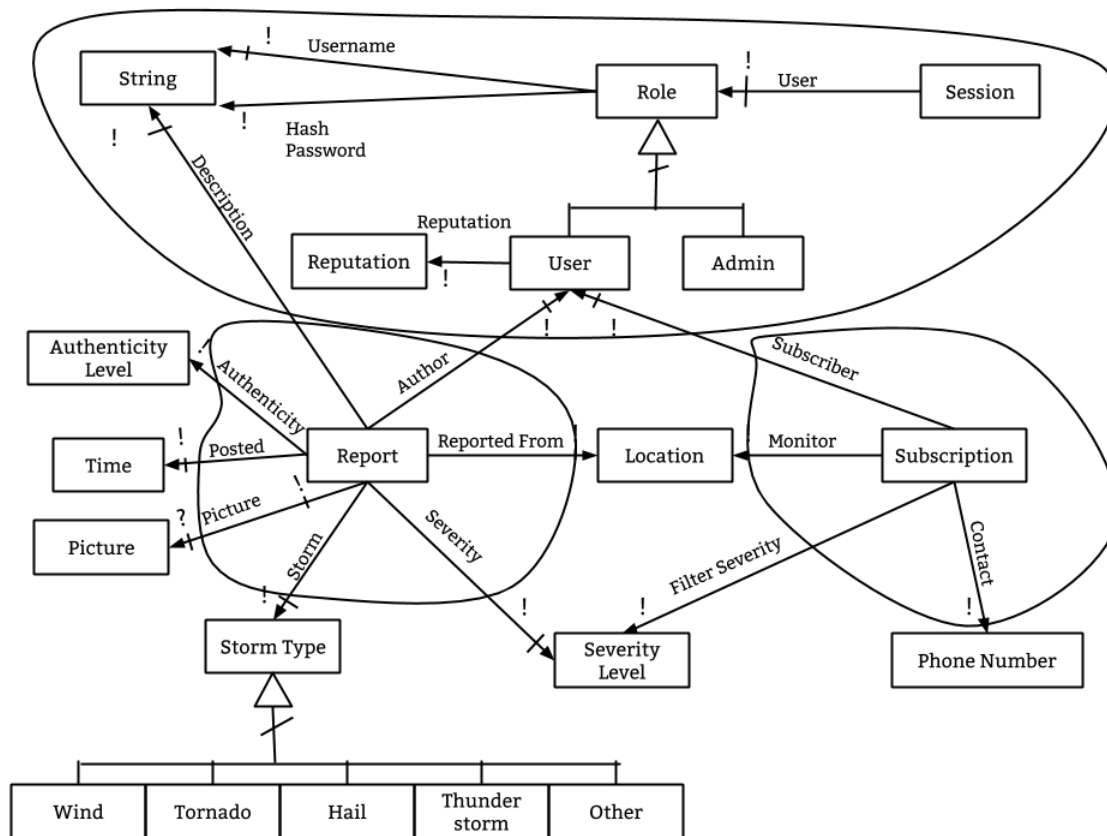 !
Username
String
Role
!
User
Session
!
!
Hash
Password
Description
Reputation
Reputation
!
User
Admin
!
!
Authenticity
Level
!
Authenticity
Author
Subscriber
!
Time
Posted
Report
Reported From
!
Location
Monitor
Subscription
?
Picture
Picture
!
Storm
Severity
Filter Severity
Contact
!
!
!
!
Storm Type
Severity
Level
Phone Number
Wind
Tornado
Hail
Thunder
storm
Other